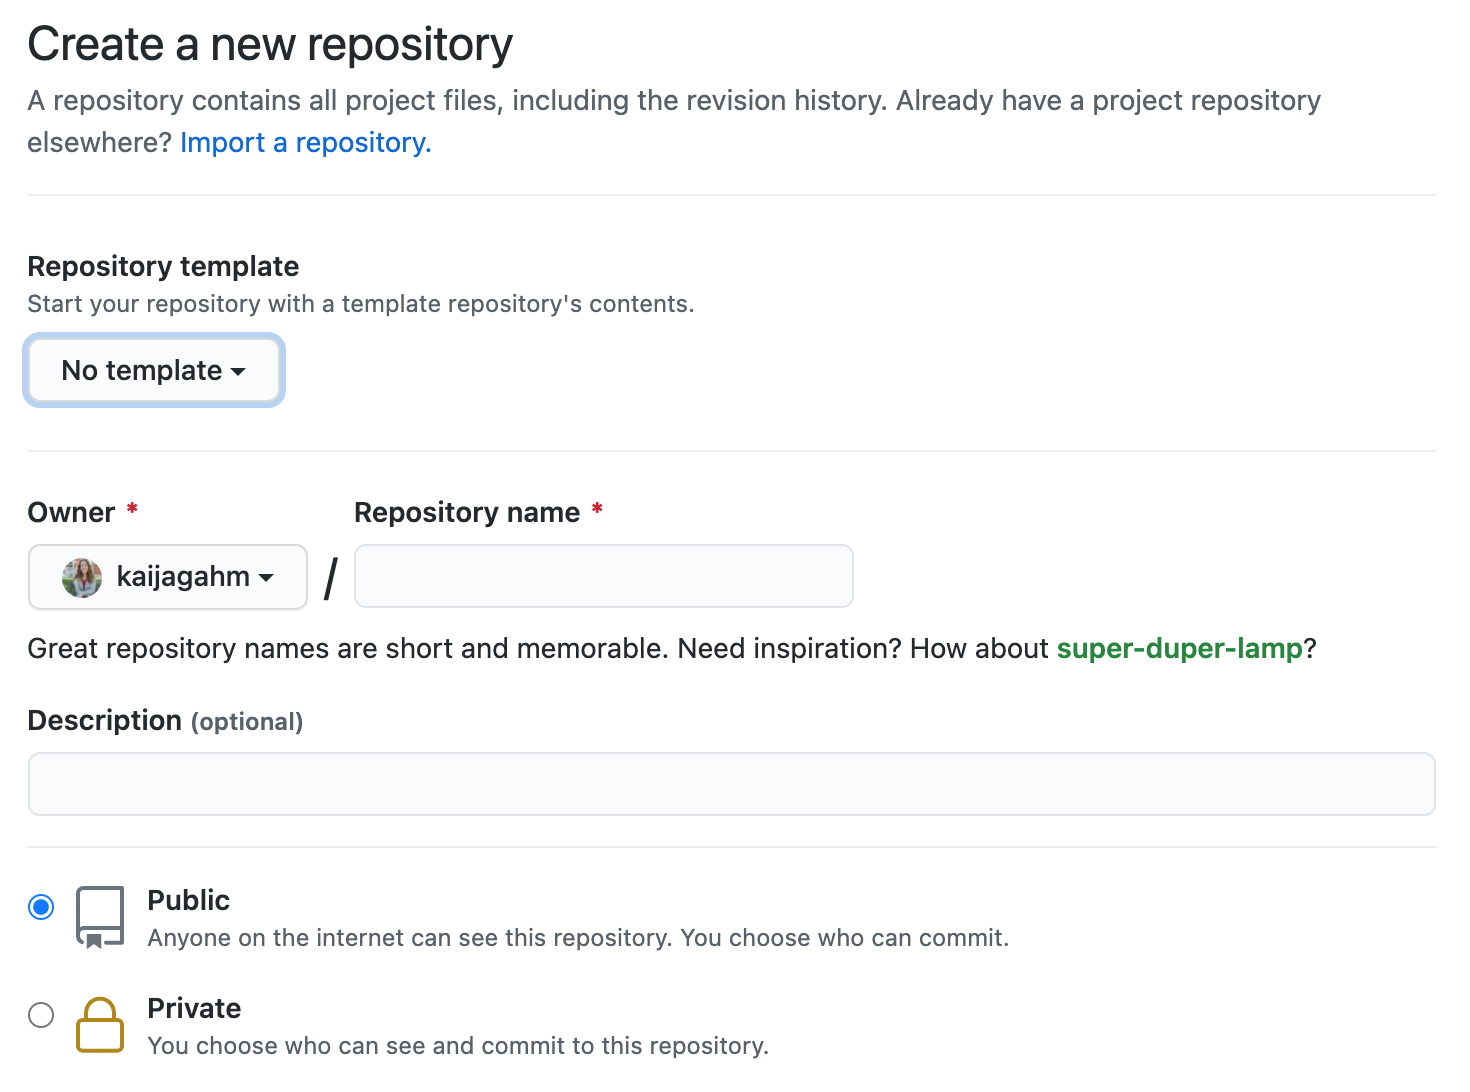 Create a new repository
A repository contains all project files, including the revision history. Already have a project repository
elsewhere? Import a repository.
Repository template
Start your repository with a template repository's contents.
No template
Owner *
Repository name *
kaijagahm /
Great repository names are short and memorable. Need inspiration? How about super-duper-lamp?
Description (optional)
Public
Anyone on the internet can see this repository. You choose who can commit.
Private
You choose who can see and commit to this repository.